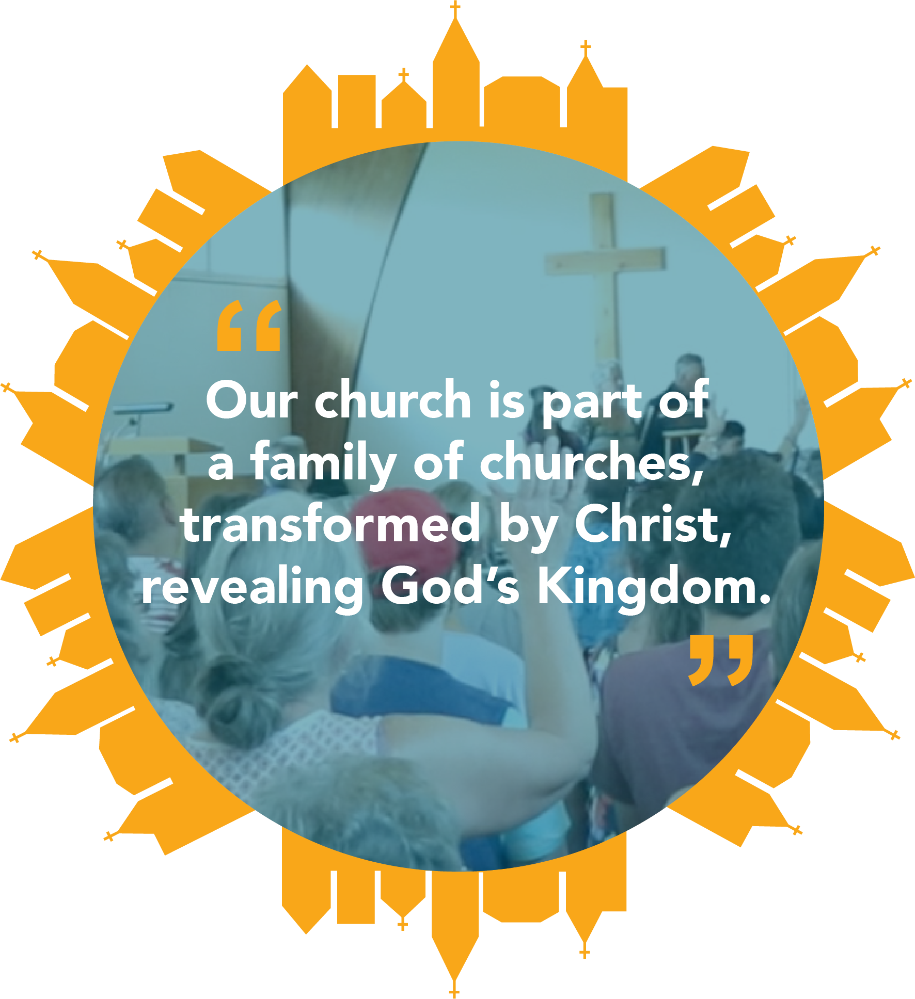 “
Our church is part of
a family of churches,
transformed by Christ,
revealing God’s Kingdom.
”